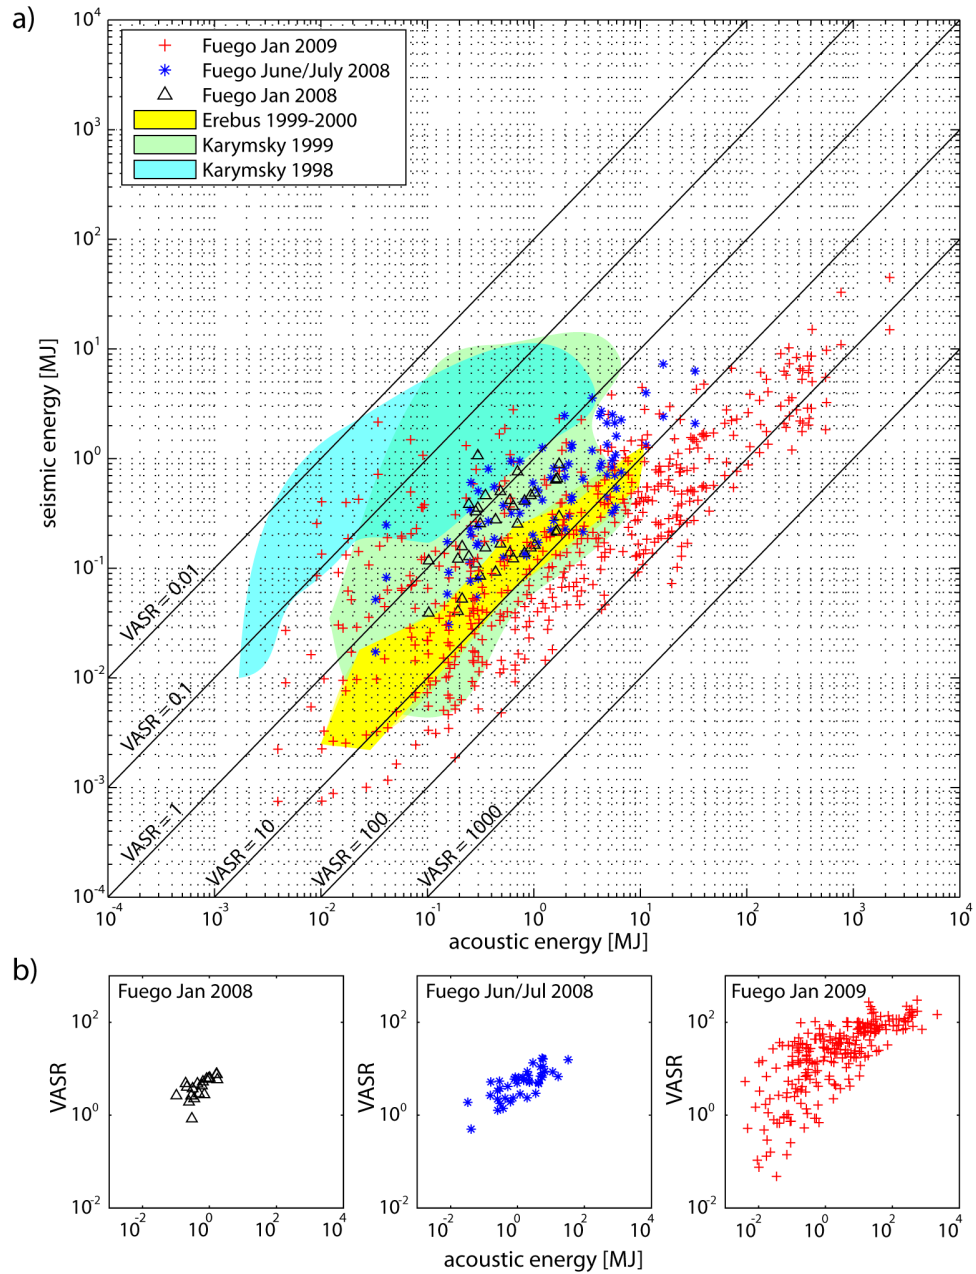 a)
Fuego Jan 2009
Fuego June/July 2008
Fuego Jan 2008
Erebus 1999-2000
Karymsky 1999
Karymsky 1998
10^4
10^3
10^2
10^1
10^0
10^-1
10^-2
10^-3
10^-4
seismic energy [MJ]
VASR = 0.01
VASR = 0.1
VASR = 1
VASR = 10
VASR = 100
VASR = 1000
10^-4
10^-3
10^-2
10^-1
10^0
10^1
10^2
10^3
10^4
acoustic energy [MJ]
b)
Fuego Jan 2008
VASR
10^2
10^0
10^-2
10^-2
10^0
10^2
10^4
Fuego Jun/Jul 2008
VASR
10^2
10^0
10^-2
10^-2
10^0
10^2
10^4
Fuego Jan 2009
VASR
10^2
10^0
10^-2
10^-2
10^0
10^2
10^4
acoustic energy [MJ]